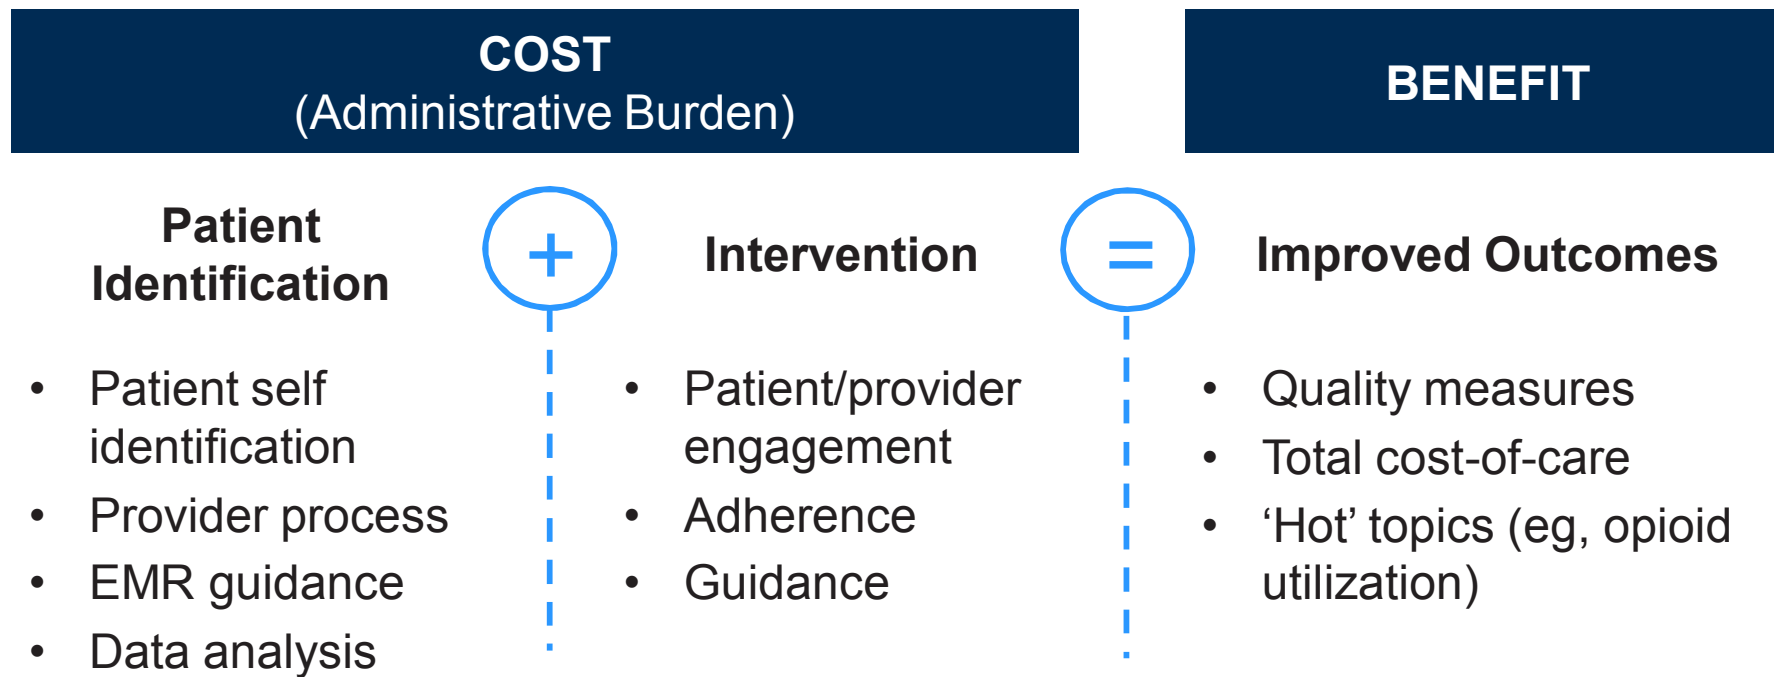 COST
(Administrative Burden)
BENEFIT
Patient
Identification
+
Intervention
=
Improved Outcomes
• Patient self
identification
• Provider process
• EMR guidance
• Data analysis
• Patient/provider
engagement
• Adherence
• Guidance
• Quality measures
• Total cost-of-care
• ‘Hot’ topics (eg, opioid
utilization)